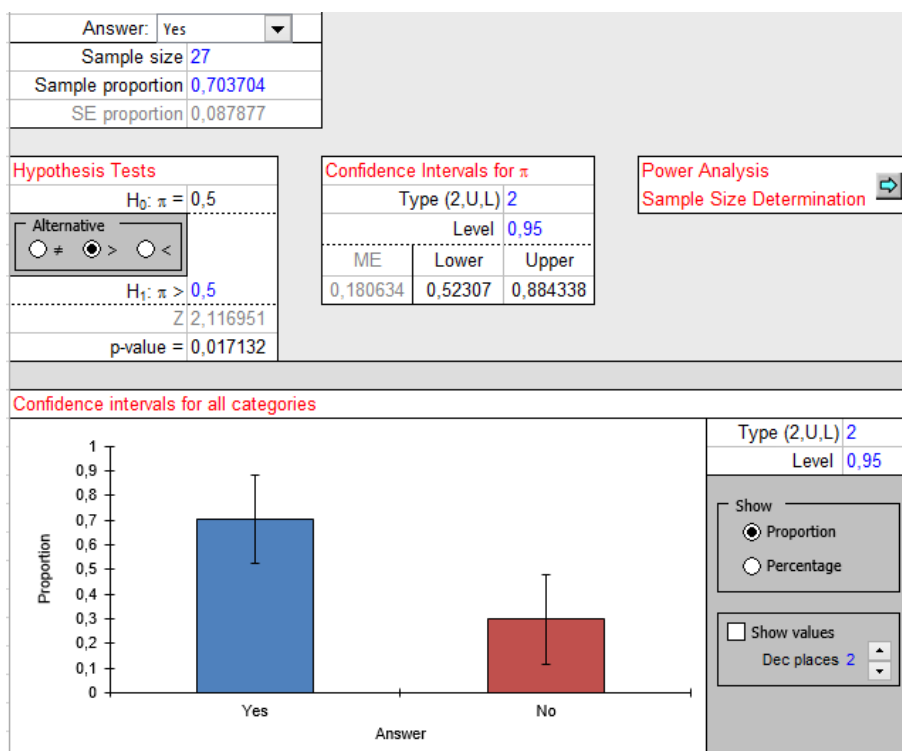 Answer: Yes
Sample size 27
Sample proportion 0,703704
SE proportion 0,087877
Hypothesis Tests
H0: π = 0,5
Alternative
≠ > <
H1: π > 0,5
Z 2,116951
p-value = 0,017132
Confidence Intervals for π
Type (2,U,L) 2
Level 0,95
ME Lower Upper
0,180634 0,52307 0,884338
Power Analysis
Sample Size Determination
Confidence intervals for all categories
1
0,9
0,8
0,7
0,6
0,5
0,4
0,3
0,2
0,1
0
Proportion
Yes No
Answer
Type (2,U,L) 2
Level 0,95
Show
Proportion
Percentage
Show values
Dec places 2